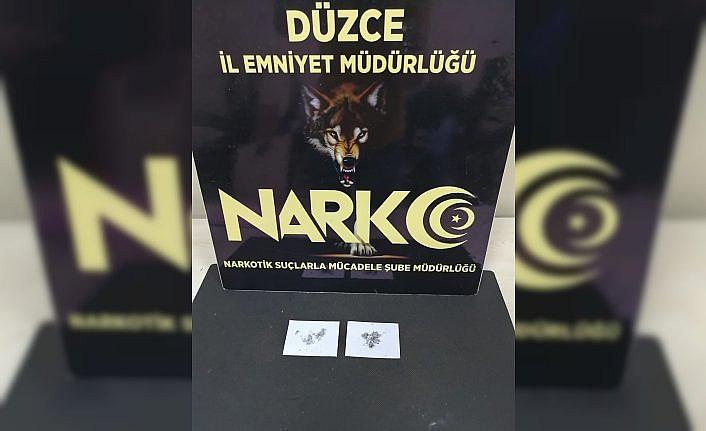 DÜZCE
İL EMNİYET MÜDÜRLÜĞÜ
NARKO
NARKOTİK SUÇLARLA MÜCADELE ŞUBE MÜDÜRLÜĞÜ